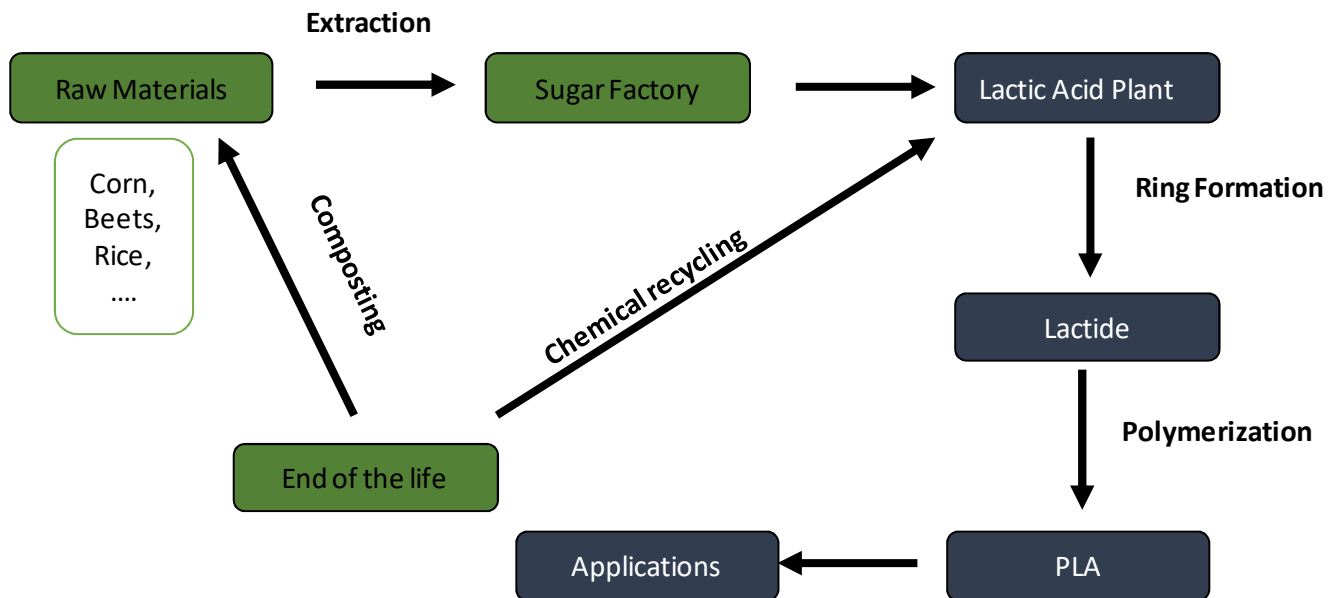 Extraction
Raw Materials
Sugar Factory
Lactic Acid Plant
Corn,
Beets,
Rice,
....
Composting
Chemical recycling
Ring Formation
Lactide
Polymerization
End of the life
Applications
PLA